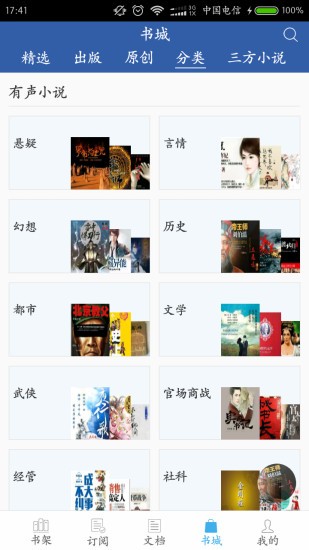 17:41
中国电信
100%
书城
精选
出版
原创
分类
三方小说
有声小说
悬疑
言情
幻想
历史
都市
文学
武侠
官场商战
经管
社科
书架
订阅
文档
书城
我的